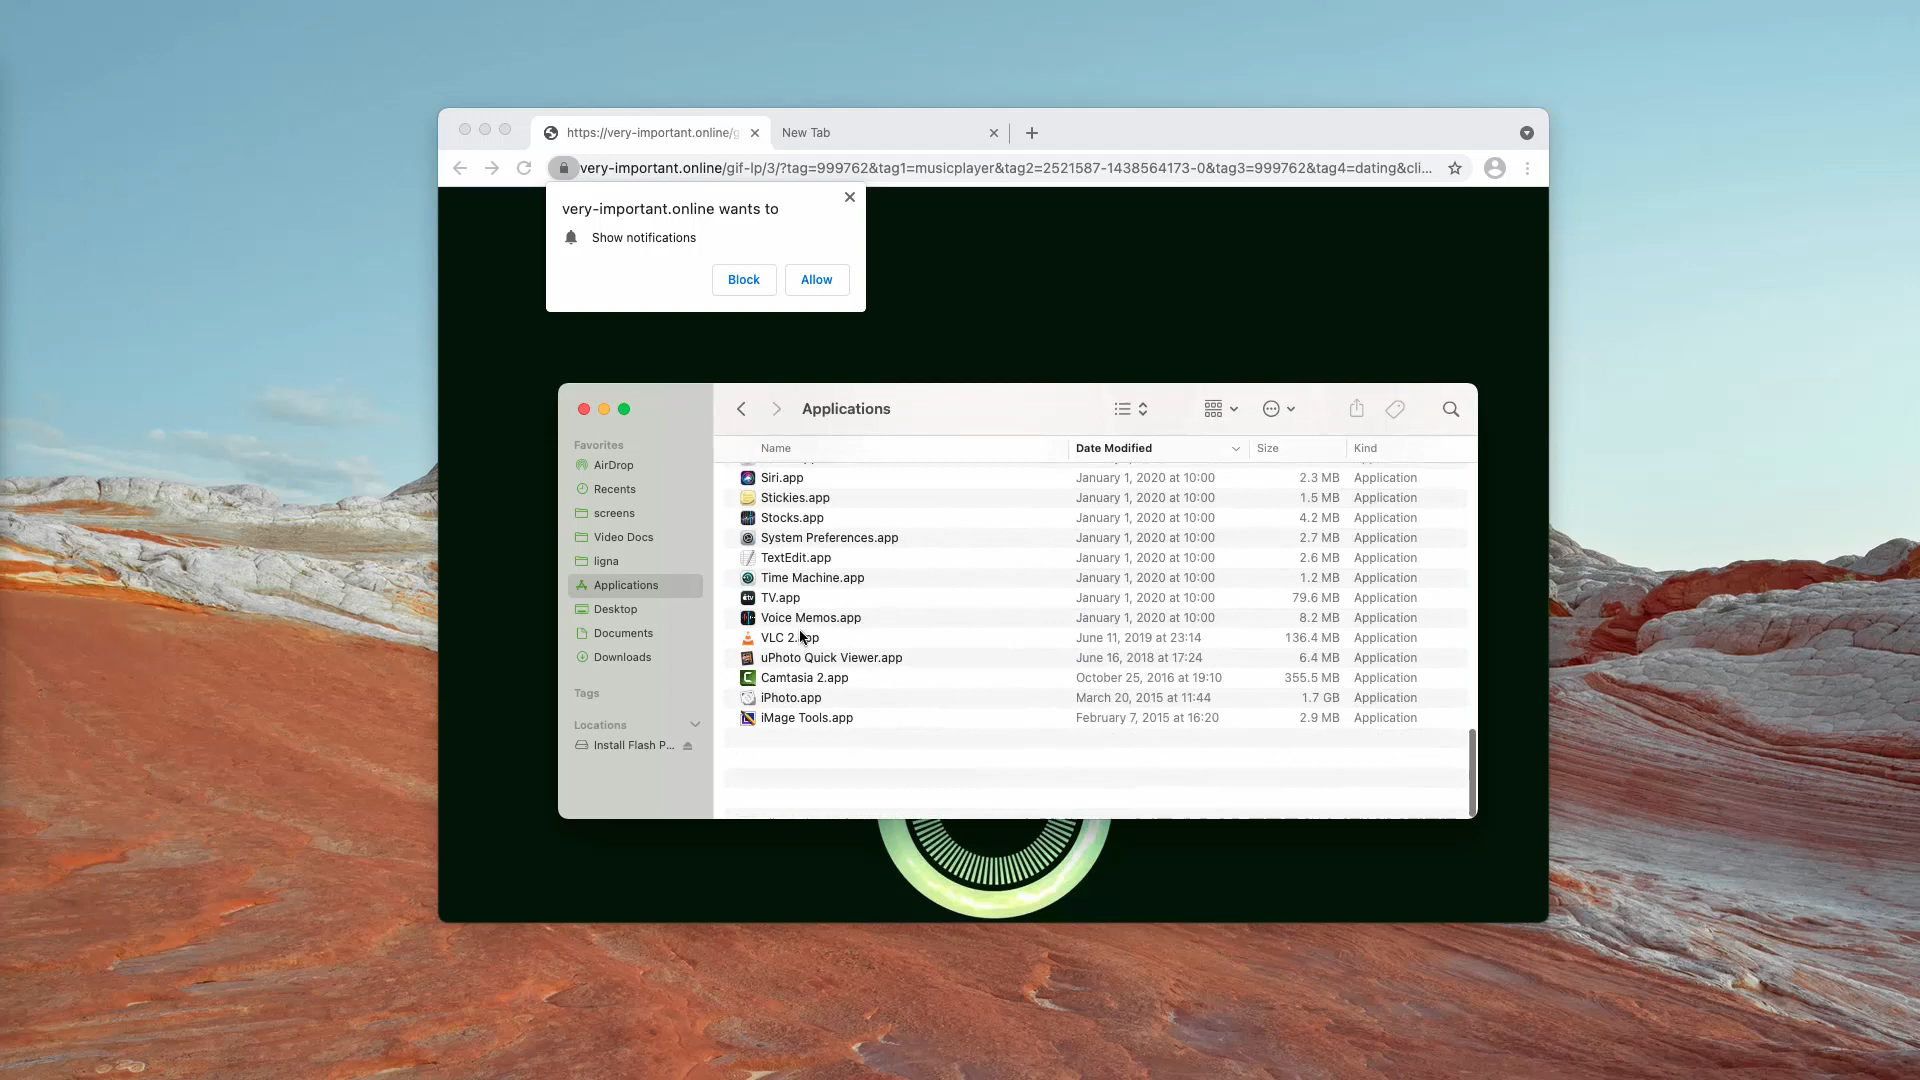 https://very-important.online/g
New Tab
very-important.online/gif-lp/3/?tag=999762&tag1=musicplayer&tag2=2521587-1438564173-0&tag3=999762&tag4=dating&cli...
very-important.online wants to
Show notifications
Block Allow
Applications
Favorites
AirDrop
Recents
screens
Video Docs
ligna
Applications
Desktop
Documents
Downloads
Tags
Locations
Install Flash P...
Name Date Modified Size Kind
Siri.app January 1, 2020 at 10:00 2.3 MB Application
Stickies.app January 1, 2020 at 10:00 1.5 MB Application
Stocks.app January 1, 2020 at 10:00 4.2 MB Application
System Preferences.app January 1, 2020 at 10:00 2.7 MB Application
TextEdit.app January 1, 2020 at 10:00 2.6 MB Application
Time Machine.app January 1, 2020 at 10:00 1.2 MB Application
TV.app January 1, 2020 at 10:00 79.6 MB Application
Voice Memos.app January 1, 2020 at 10:00 8.2 MB Application
VLC 2.app June 11, 2019 at 23:14 136.4 MB Application
uPhoto Quick Viewer.app June 16, 2018 at 17:24 6.4 MB Application
Camtasia 2.app October 25, 2016 at 19:10 355.5 MB Application
iPhoto.app March 20, 2015 at 11:44 1.7 GB Application
iMage Tools.app February 7, 2015 at 16:20 2.9 MB Application